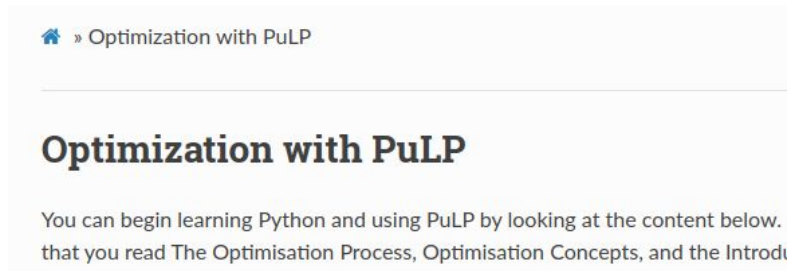 » Optimization with PuLP
Optimization with PuLP
You can begin learning Python and using PuLP by looking at the content below.
that you read The Optimisation Process, Optimisation Concepts, and the